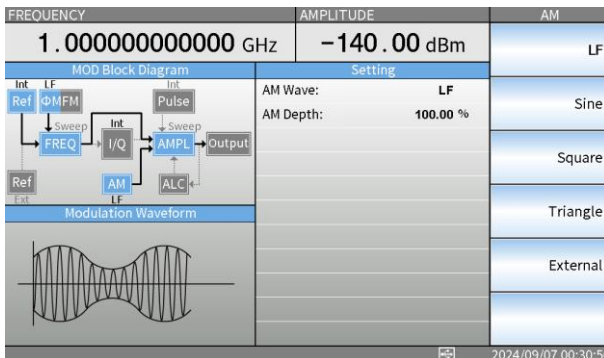 FREQUENCY
AMPLITUDE
AM
1.000000000000 GHz
-140.00 dBm
LF
MOD Block Diagram
Setting
Int LF Int
Ref ΦMFM Pulse
AM Wave: LF
AM Depth: 100.00 %
Sine
Sweep Int Sweep
FREQ I/Q AMPL Output
Square
Ref AM ALC
Ext LF
Modulation Waveform
Triangle
External
2024/09/07 00:30:5